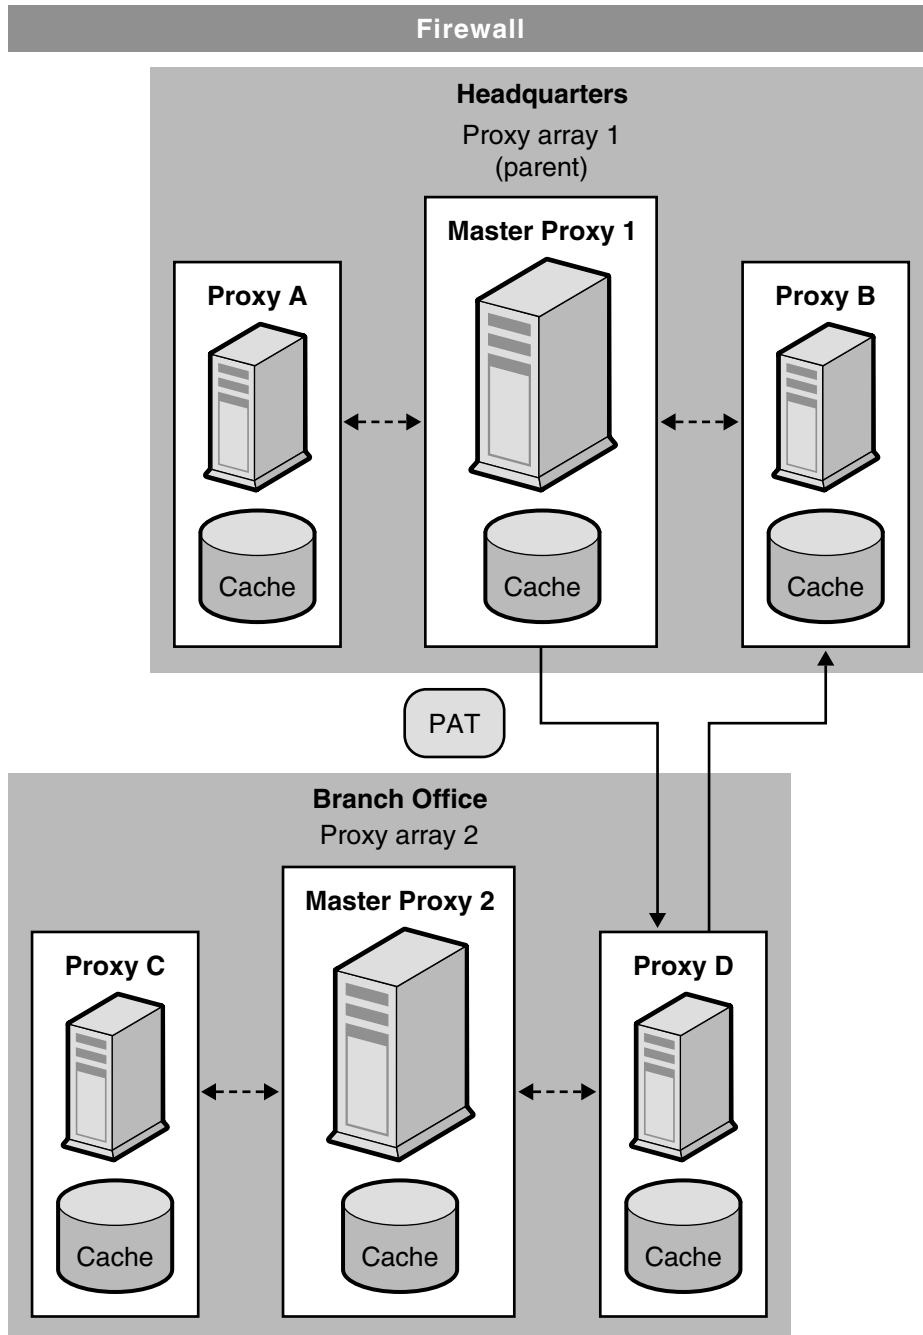 Firewall
Headquarters
Proxy array 1
(parent)
Master Proxy 1
Proxy A
Proxy B
Cache
Cache
Cache
PAT
Branch Office
Proxy array 2
Master Proxy 2
Proxy C
Proxy D
Cache
Cache
Cache